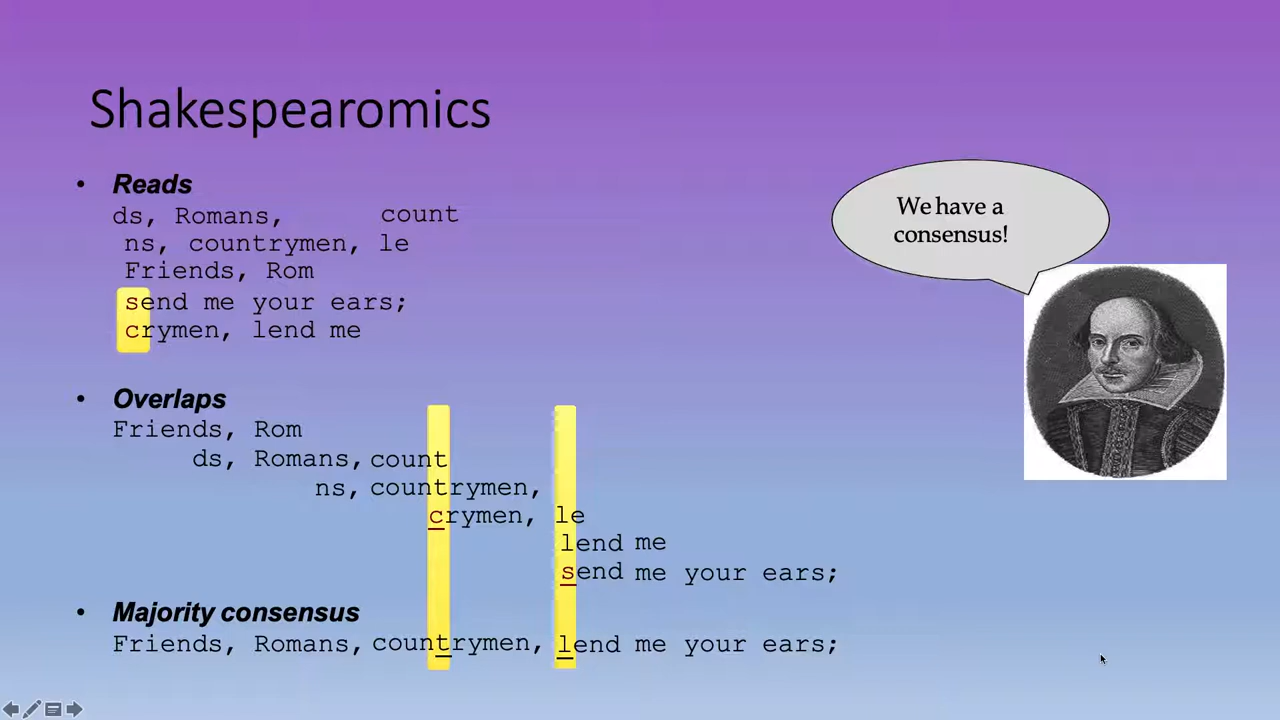 Shakespearomics
• Reads
ds, Romans, count
ns, countrymen, le
Friends, Rom
send me your ears;
crymen, lend me
We have a
consensus!
• Overlaps
Friends, Rom
ds, Romans, count
ns, countrymen,
crymen, le
lend me
send me your ears;
• Majority consensus
Friends, Romans, countrymen, lend me your ears;